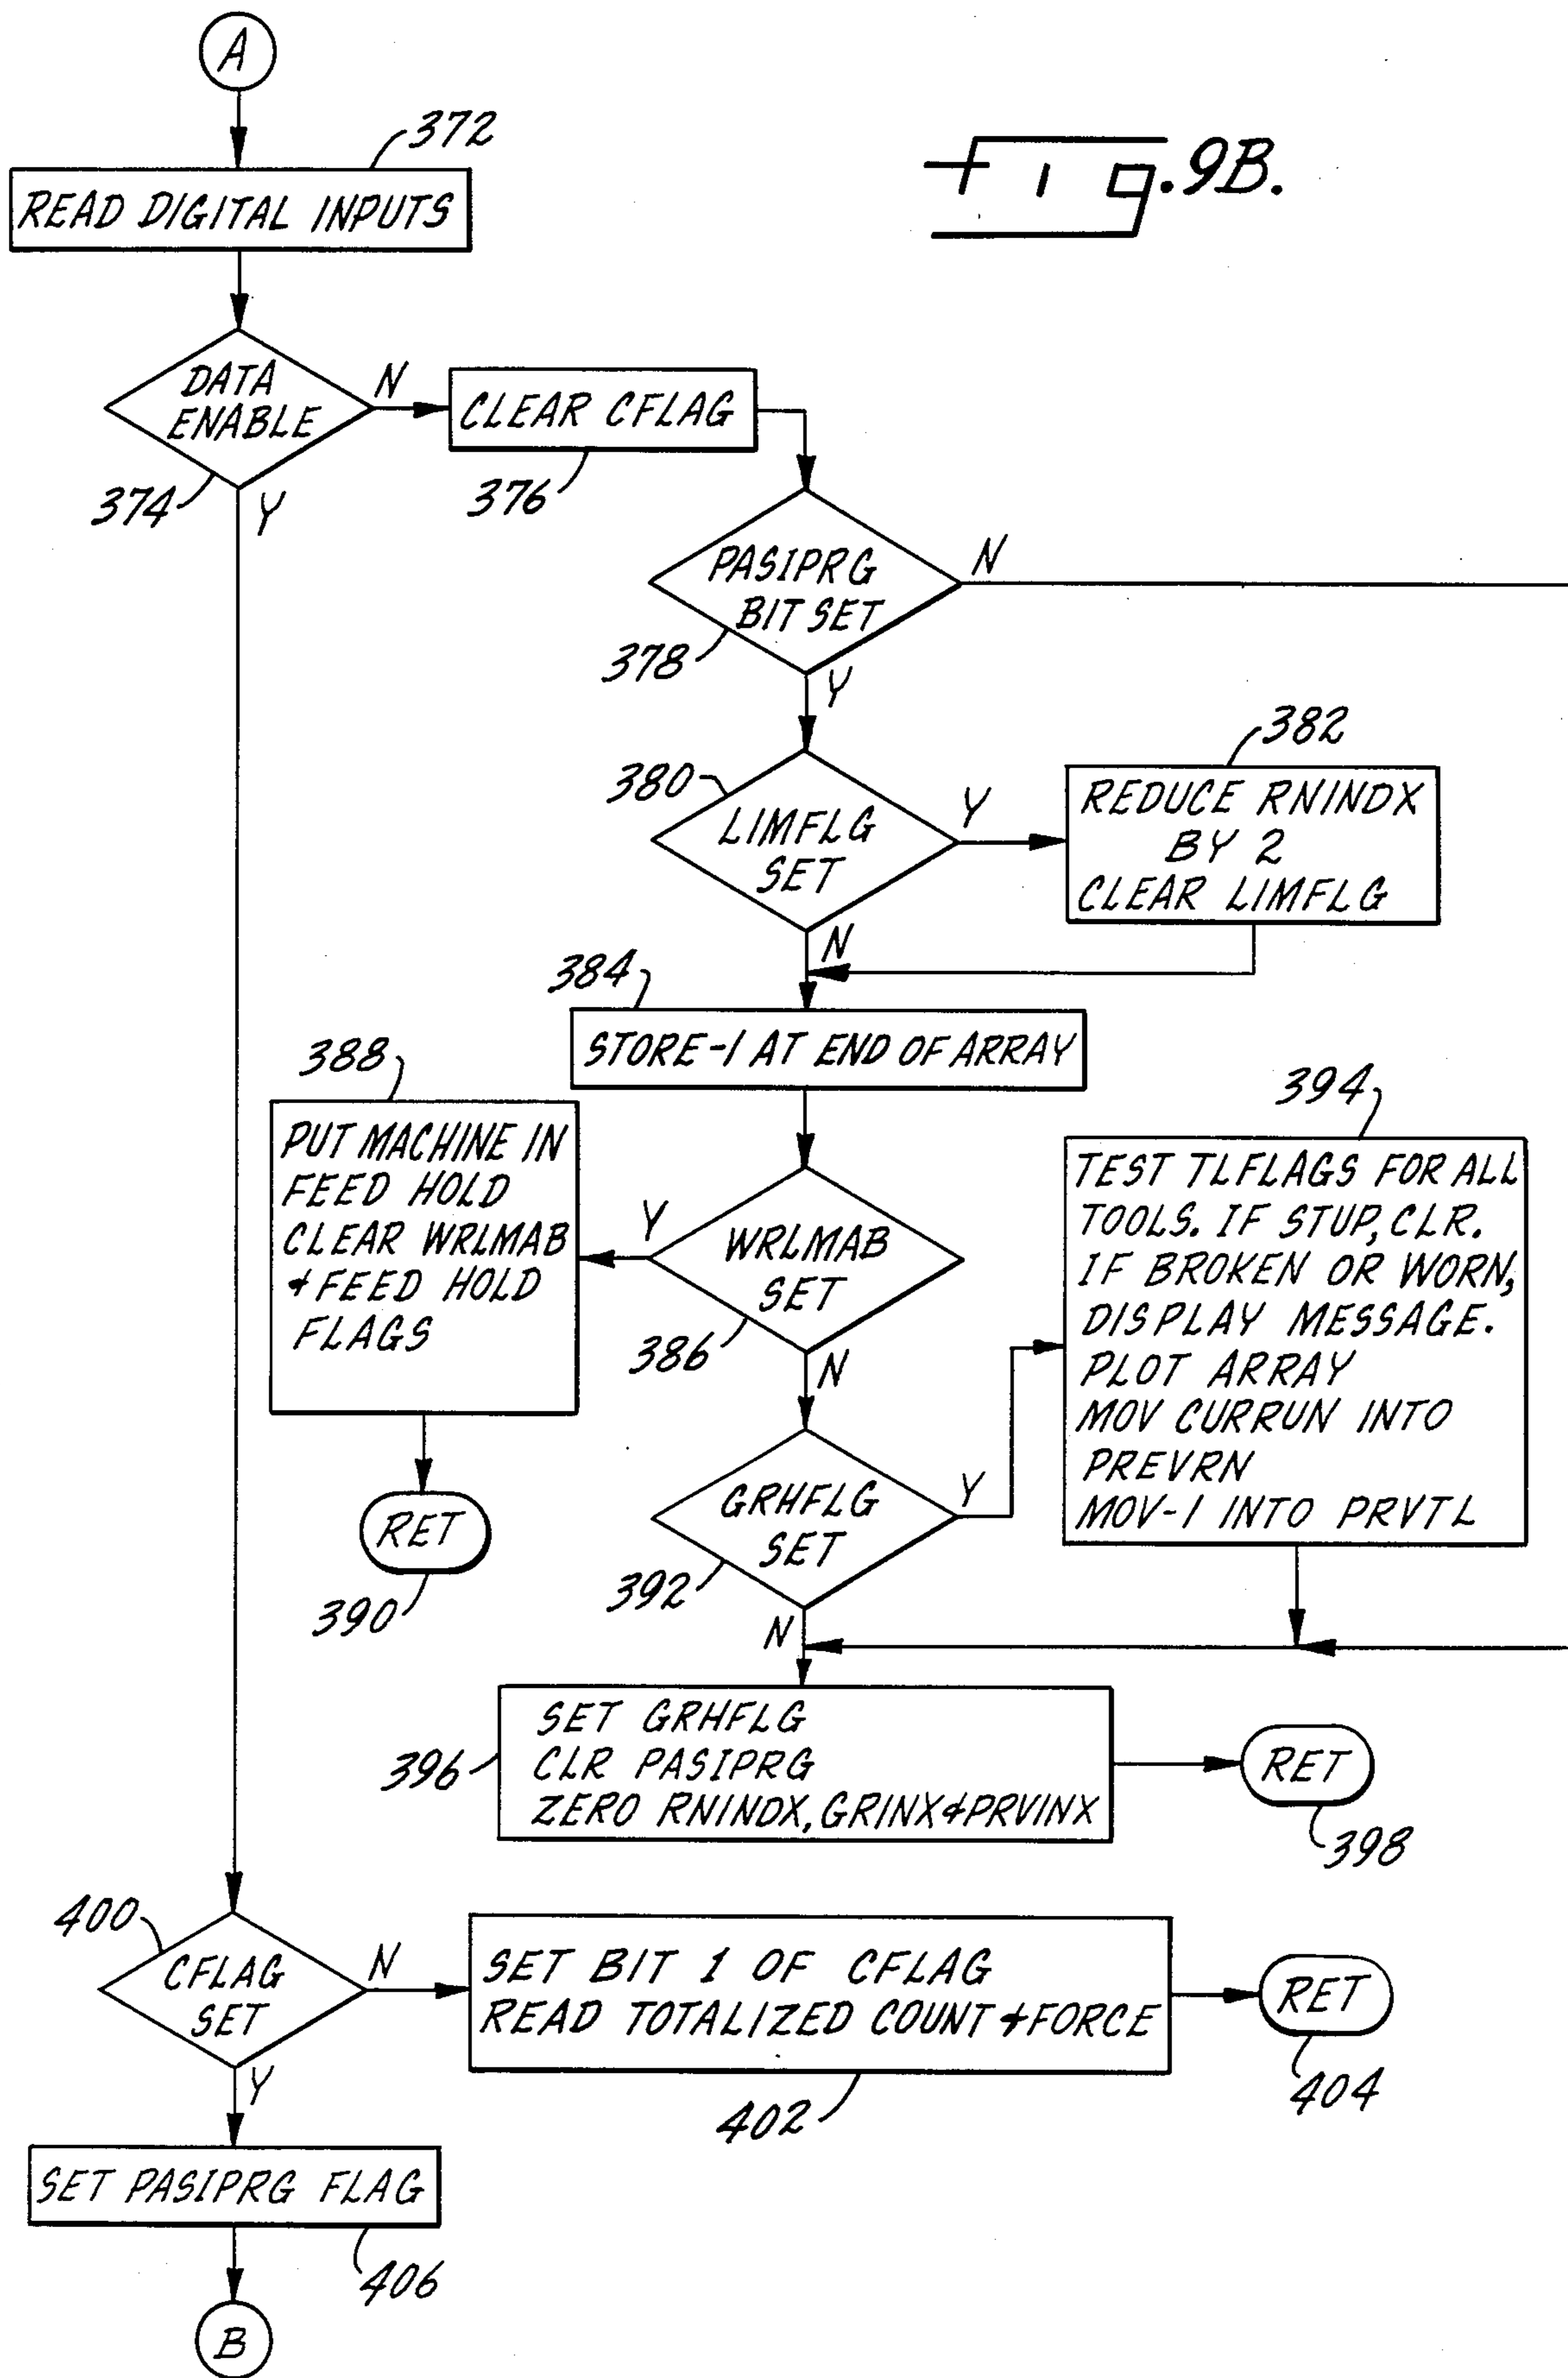 A
372
Fig. 9B.
READ DIGITAL INPUTS
DATA
ENABLE
N
374
Y
CLEAR CFLAG
376
PASIPRG
BIT SET
N
378
Y
380
LIMFLG
SET
Y
N
382
REDUCE RNINDX
BY 2
CLEAR LIMFLG
384
STORE-1 AT END OF ARRAY
388
PUT MACHINE IN
FEED HOLD
CLEAR WRLMAB
& FEED HOLD
FLAGS
RET
390
Y
WRLMAB
SET
386
N
394
TEST TLFLAGS FOR ALL
TOOLS. IF STUP, CLR.
IF BROKEN OR WORN,
DISPLAY MESSAGE.
PLOT ARRAY
MOV CURRUN INTO
PREVRN
MOV-1 INTO PRVTL
GRHFLG
SET
Y
392
N
SET GRHFLG
CLR PASIPRG
ZERO RNINDX, GRINX & PRVINX
396
RET
398
400
CFLAG
SET
N
Y
SET BIT 1 OF CFLAG
READ TOTALIZED COUNT & FORCE
402
RET
404
SET PASIPRG FLAG
406
B